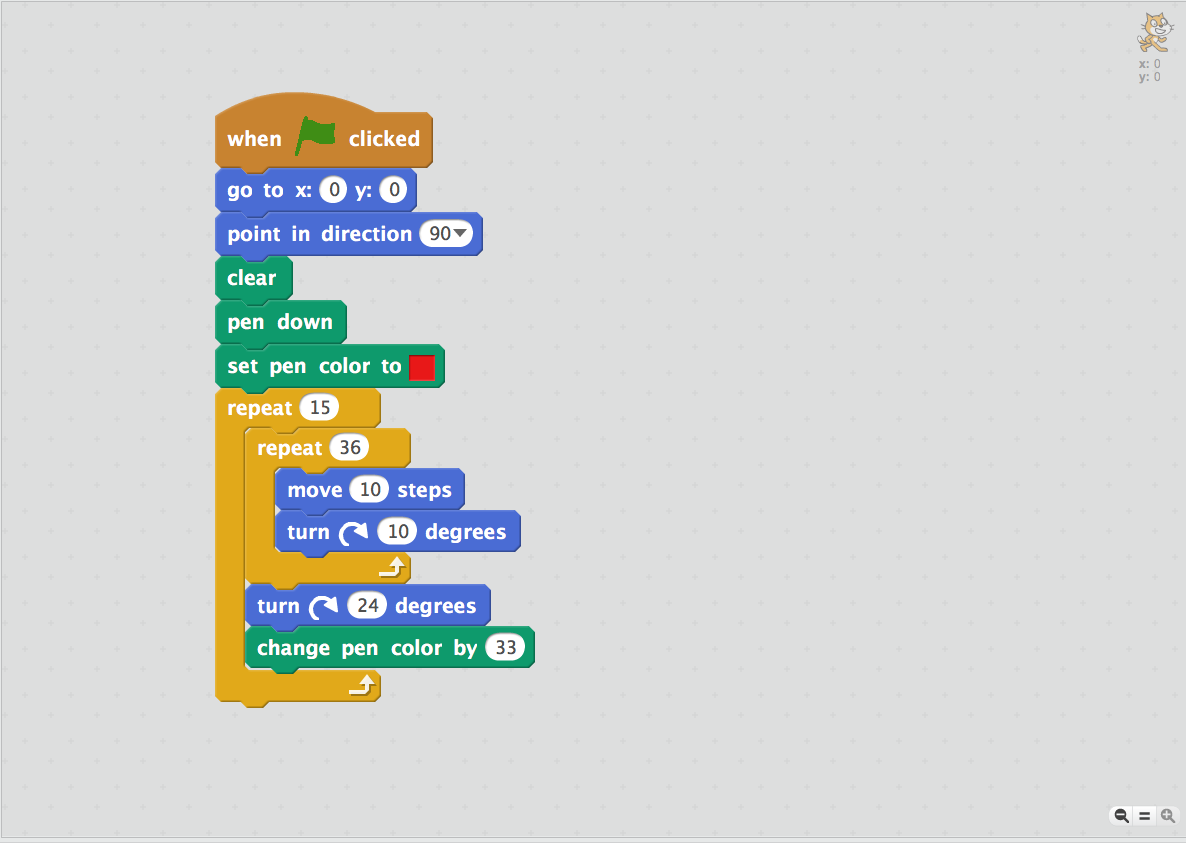 x: 0
y: 0
when clicked
go to x: 0 y: 0
point in direction 90
clear
pen down
set pen color to
repeat 15
repeat 36
move 10 steps
turn 10 degrees
turn 24 degrees
change pen color by 33